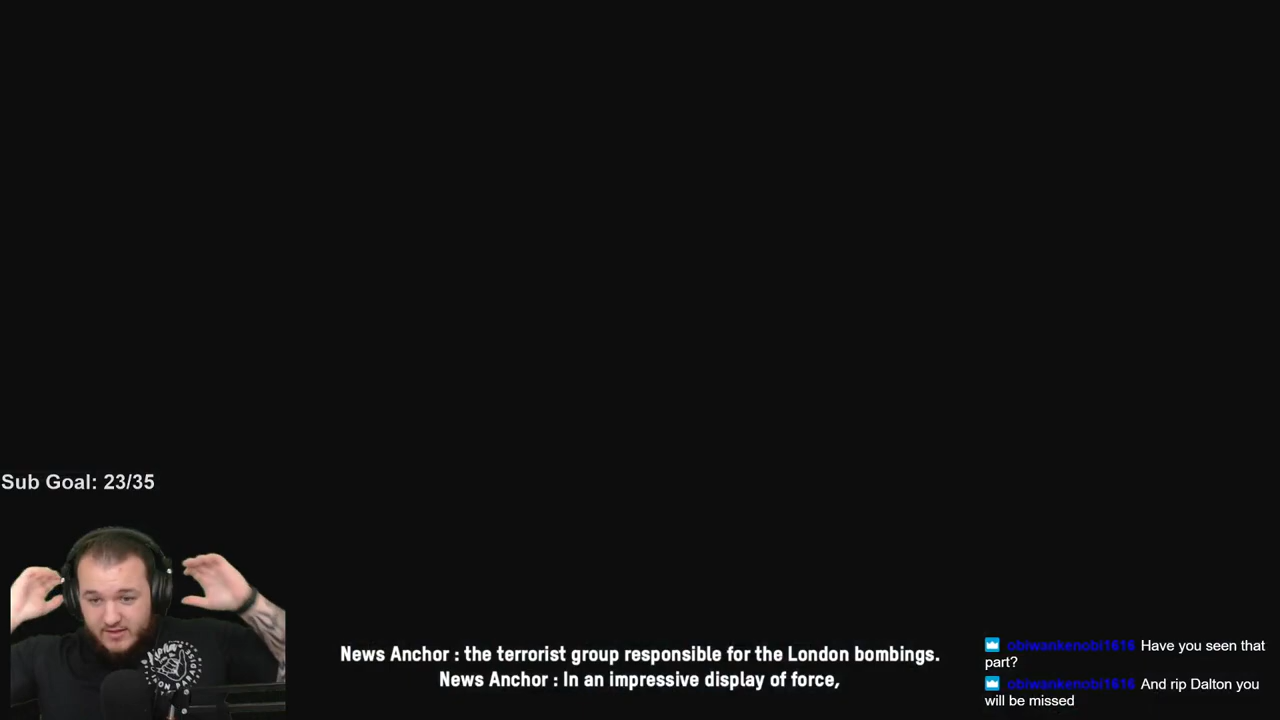 Sub Goal: 23/35
News Anchor : the terrorist group responsible for the London bombings.
News Anchor : In an impressive display of force,
obiwankenobi1616 Have you seen that
part?
obiwankenobi1616 And rip Dalton you
will be missed